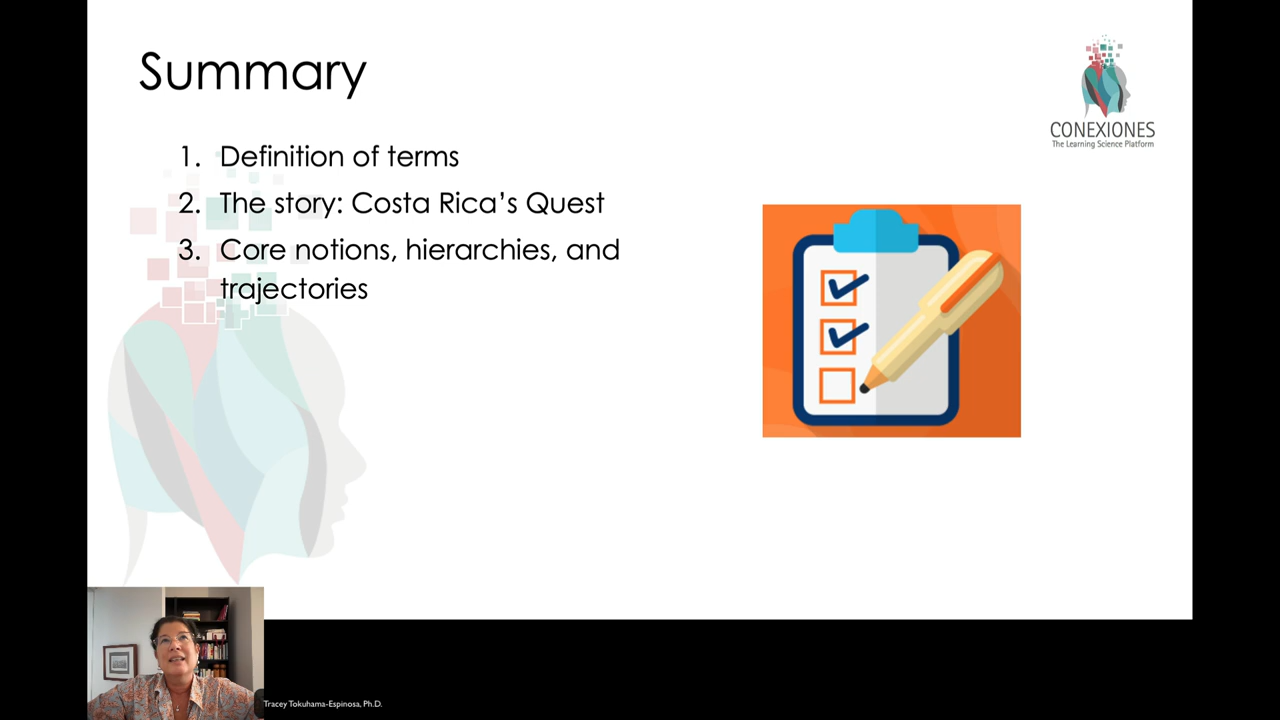 Summary
CONEXIONES
The Learning Science Platform
1. Definition of terms
2. The story: Costa Rica's Quest
3. Core notions, hierarchies, and
trajectories
Tracey Tokuhama-Espinosa, Ph.D.